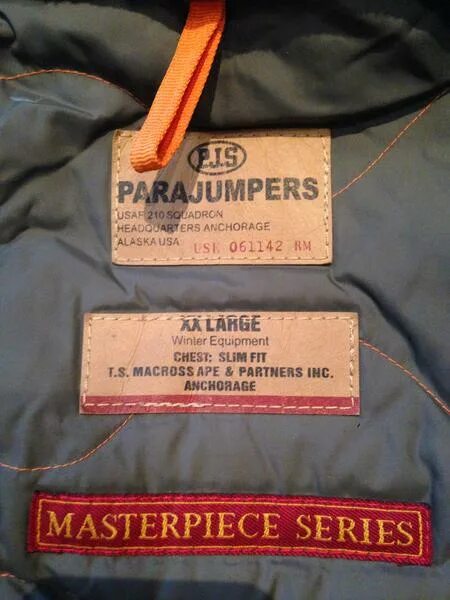 PJS
PARAJUMPERS
USAF 210 SQUADRON
HEADQUARTERS ANCHORAGE
ALASKA USA USE 061142 RM
XX LARGE
Winter Equipment
CHEST: SLIM FIT
T.S. MACROSS APE & PARTNERS INC.
ANCHORAGE
MASTERPIECE SERIES